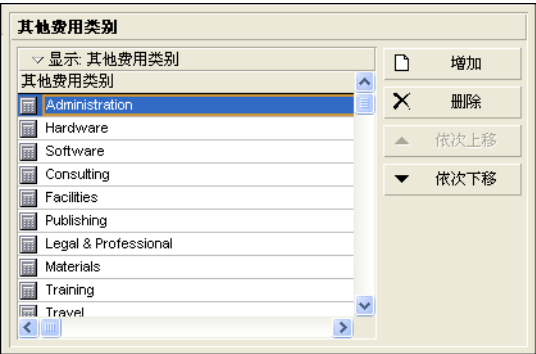 其他费用类别
显示: 其他费用类别
其他费用类别
Administration
Hardware
Software
Consulting
Facilities
Publishing
Legal & Professional
Materials
Training
Travel
增加
删除
依次上移
依次下移